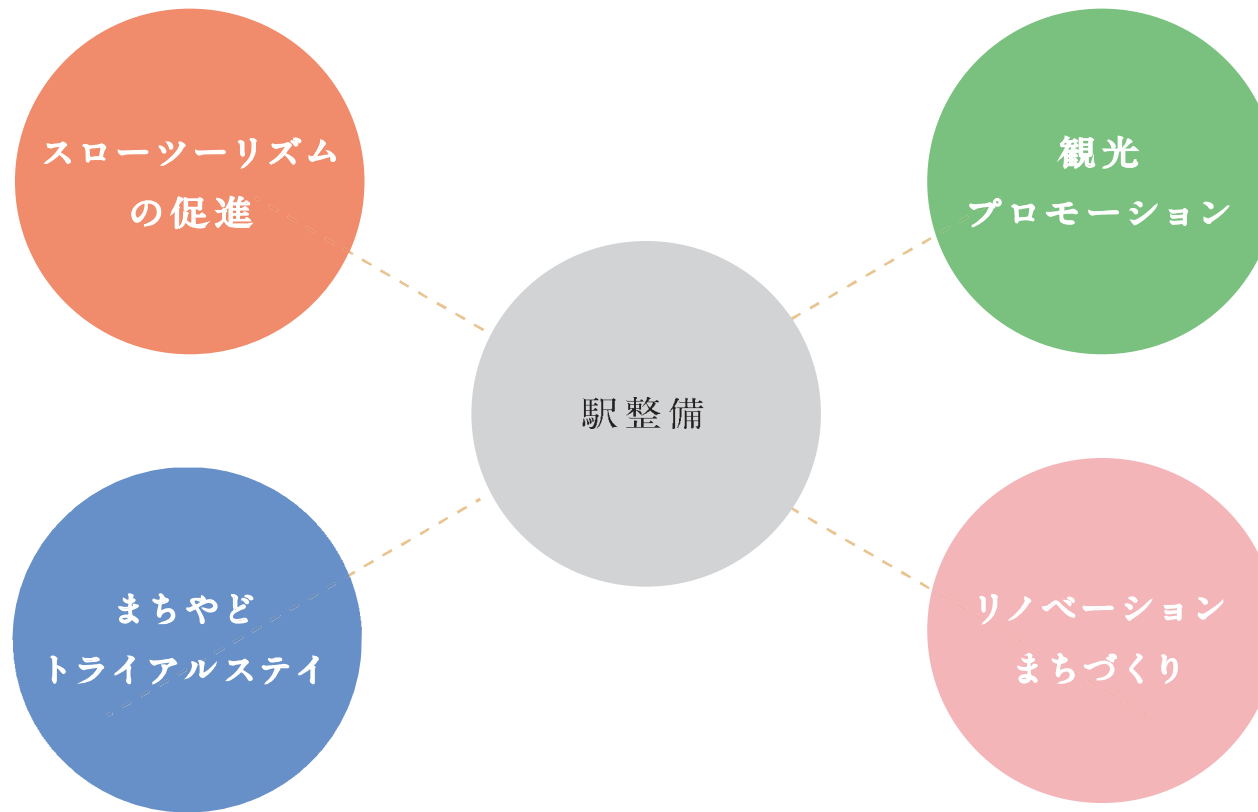 スローツーリズム
の促進
観光
プロモーション
駅整備
まちやど
トライアルステイ
リノベーション
まちづくり